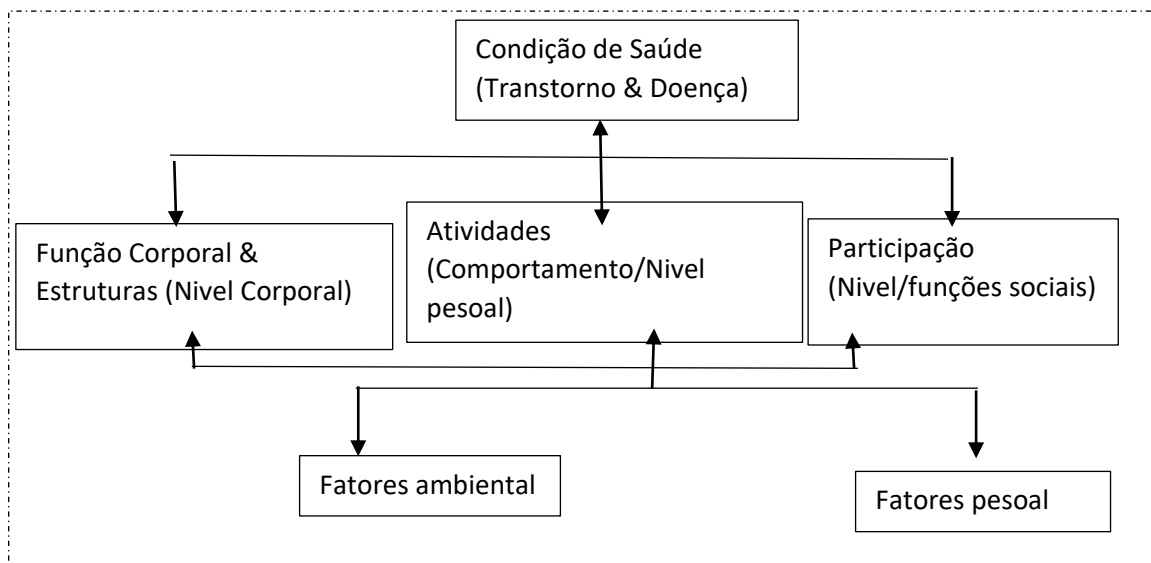 Condição de Saúde
(Transtorno & Doença)
Função Corporal &
Estruturas (Nivel Corporal)
Atividades
(Comportamento/Nivel
pesoal)
Participação
(Nivel/funções sociais)
Fatores ambiental
Fatores pesoal